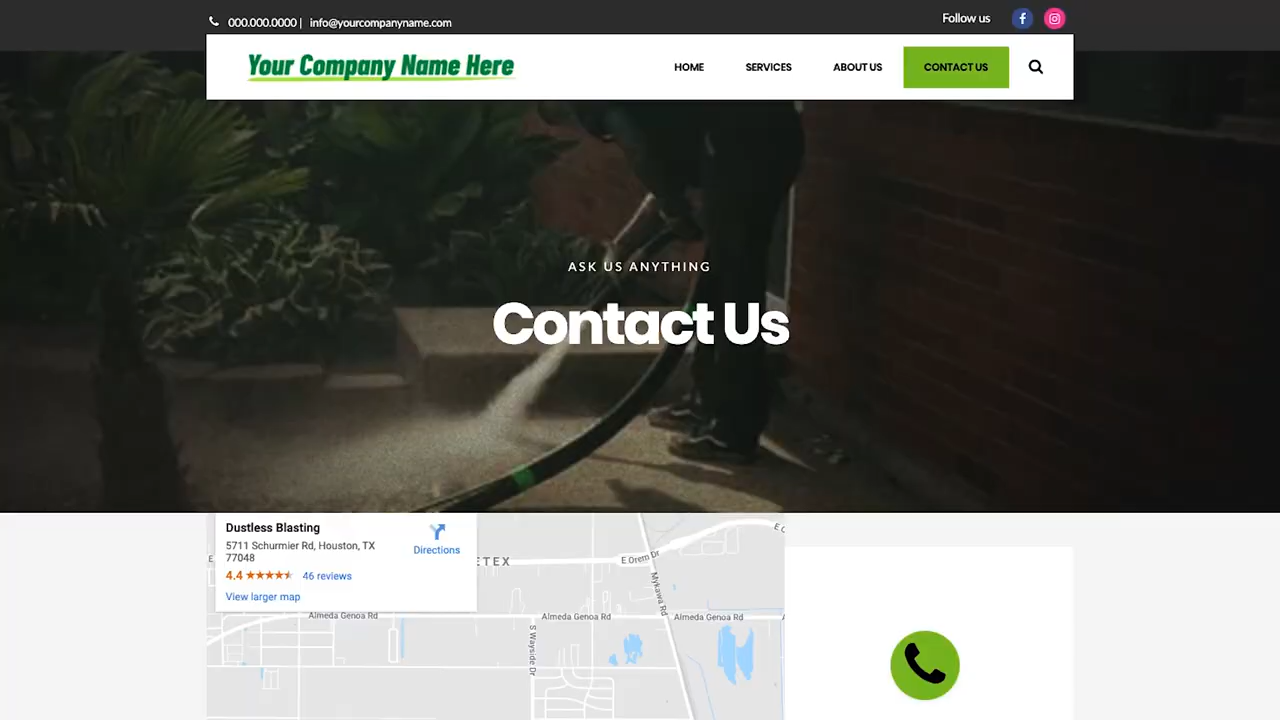 000.000.0000 | info@yourcompanyname.com
Follow us
Your Company Name Here
HOME
SERVICES
ABOUT US
CONTACT US
ASK US ANYTHING
Contact Us
Dustless Blasting
5711 Schurmier Rd, Houston, TX
77048
Directions
4.4
46 reviews
View larger map
ETEX
E Orem Dr
Mykawa Rd
Almeda Genoa Rd
Almeda Genoa Rd
Almeda Genoa Rd
S Wayside Dr